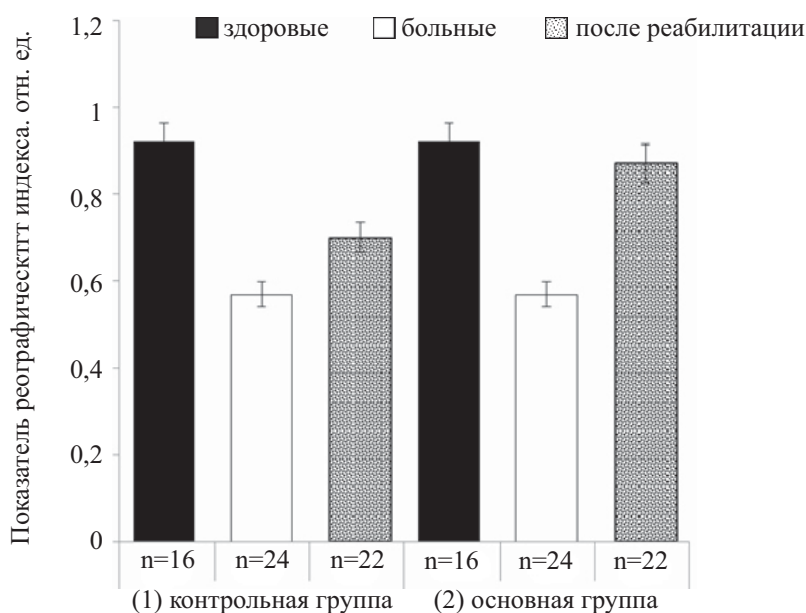 здоровые больные после реабилитации
Показатель реографическтгт индекса. отн. ед.
1,2
1
0,8
0,6
0,4
0,2
0
n=16 n=24 n=22 n=16 n=24 n=22
(1) контрольная группа (2) основная группа